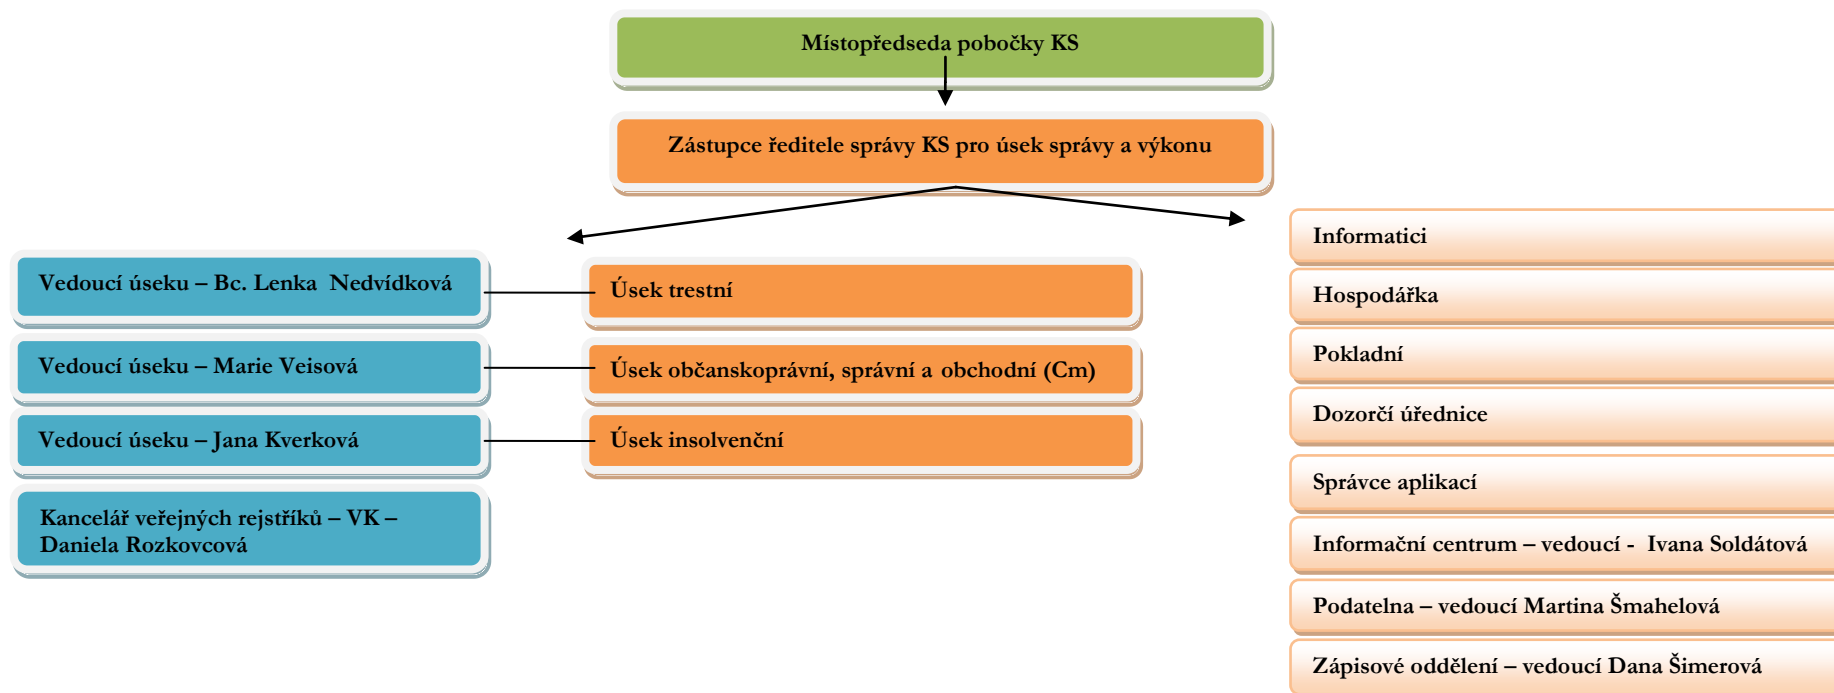 Místopředseda pobočky KS
Zástupce ředitele správy KS pro úsek správy a výkonu
Vedoucí úseku – Bc. Lenka  Nedvídková
Úsek trestní
Vedoucí úseku – Marie Veisová
Úsek občanskoprávní, správní a obchodní (Cm)
Vedoucí úseku – Jana Kverková
Úsek insolvenční
Kancelář veřejných rejstříků – VK –
Daniela Rozkovcová
Informatici
Hospodářka
Pokladní
Dozorčí úřednice
Správce aplikací
Informační centrum – vedoucí -  Ivana Soldátová
Podatelna – vedoucí Martina Šmahelová
Zápisové oddělení – vedoucí Dana Šimerová